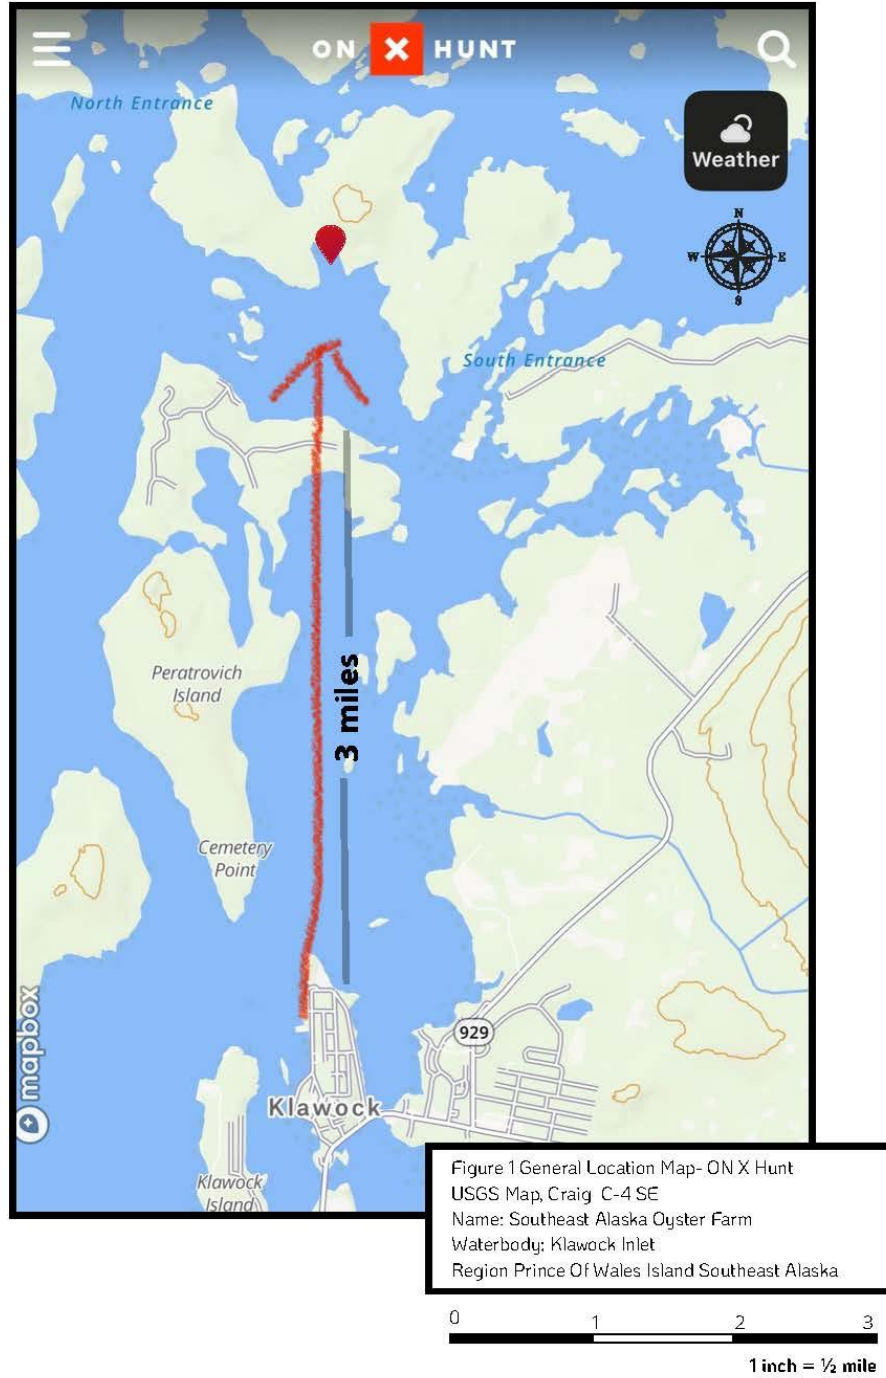 ON X HUNT
North Entrance
Weather
N
W E
S
South Entrance
3 miles
Peratrovich
Island
Cemetery
Point
mapbox
929
Klawock
Klawock
Island
Figure 1 General Location Map- ON X Hunt
USGS Map, Craig C-4 SE
Name: Southeast Alaska Oyster Farm
Waterbody: Klawock Inlet
Region Prince Of Wales Island Southeast Alaska
0 1 2 3
1 inch = ½ mile